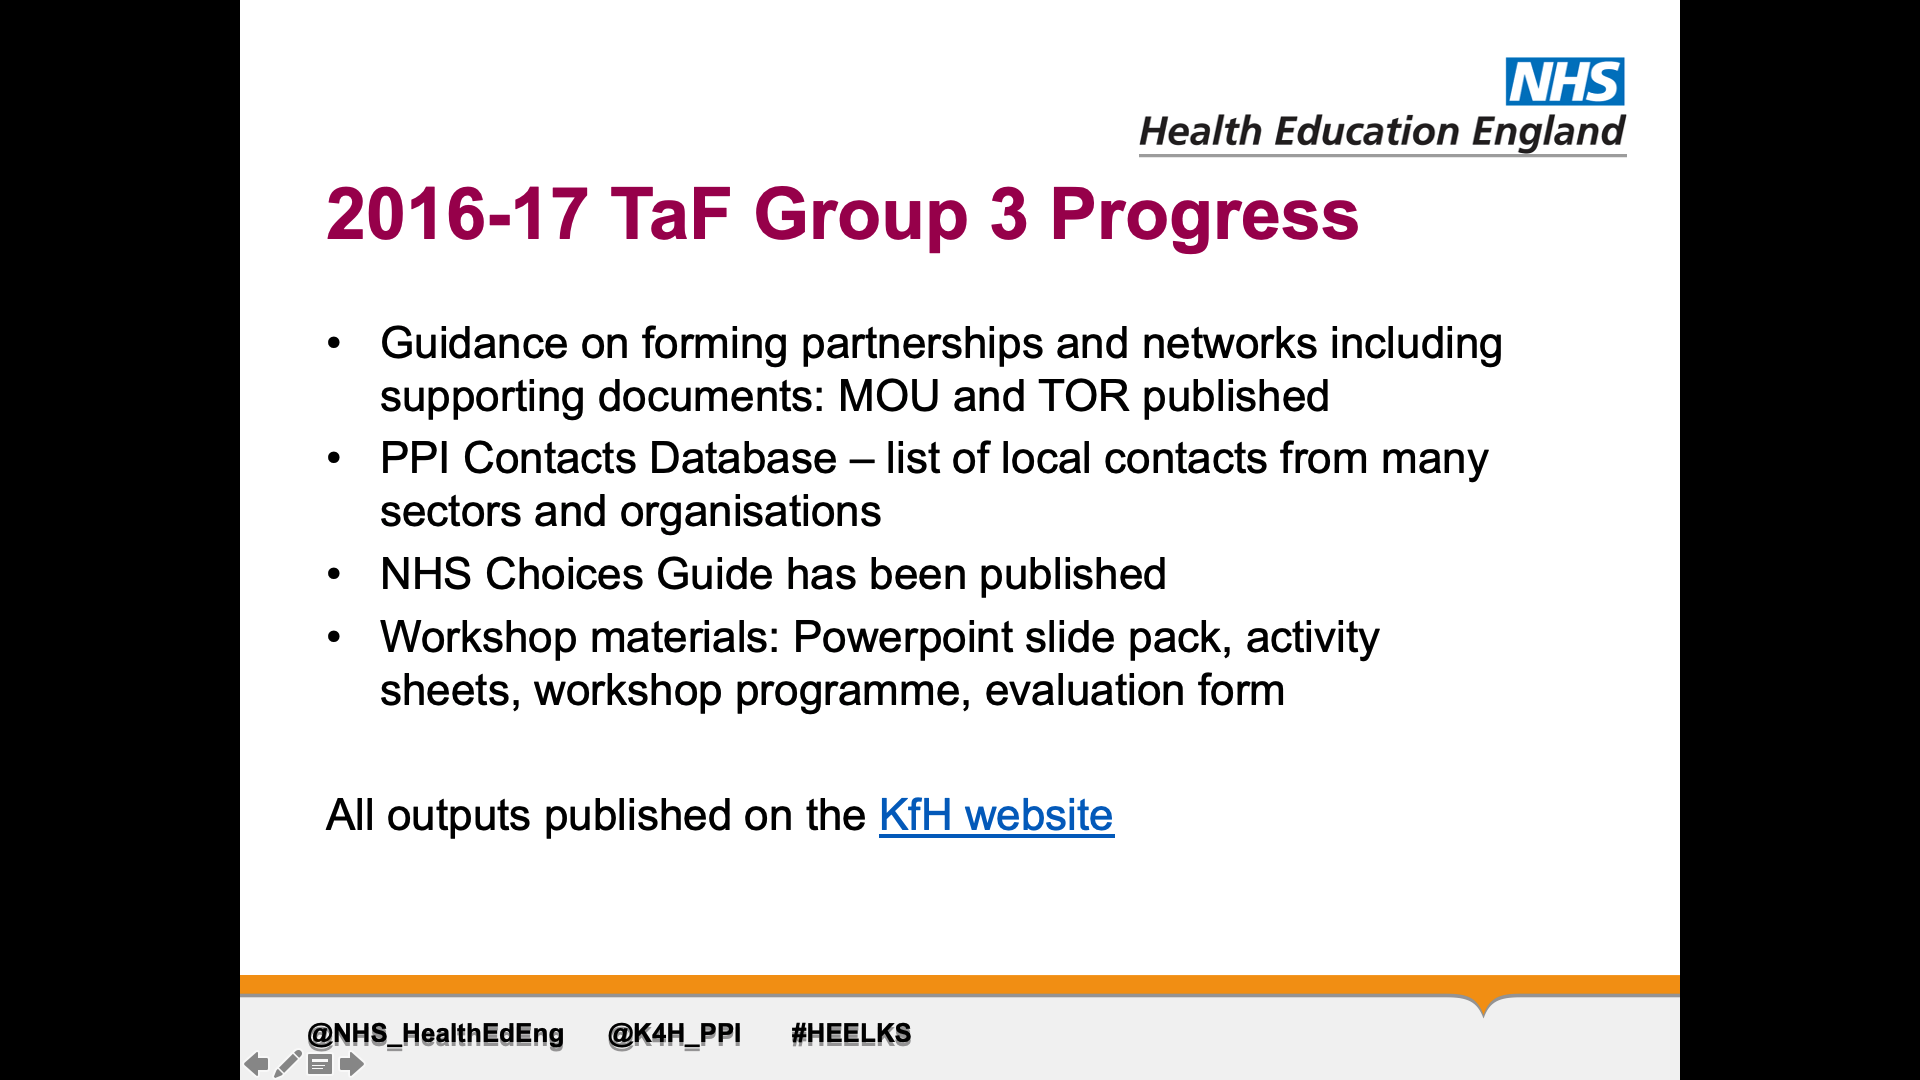 NHS
Health Education England
2016-17 TaF Group 3 Progress
• Guidance on forming partnerships and networks including
supporting documents: MOU and TOR published
• PPI Contacts Database – list of local contacts from many
sectors and organisations
• NHS Choices Guide has been published
• Workshop materials: Powerpoint slide pack, activity
sheets, workshop programme, evaluation form
All outputs published on the KfH website
@NHS_HealthEdEng @K4H_PPI #HEELKS